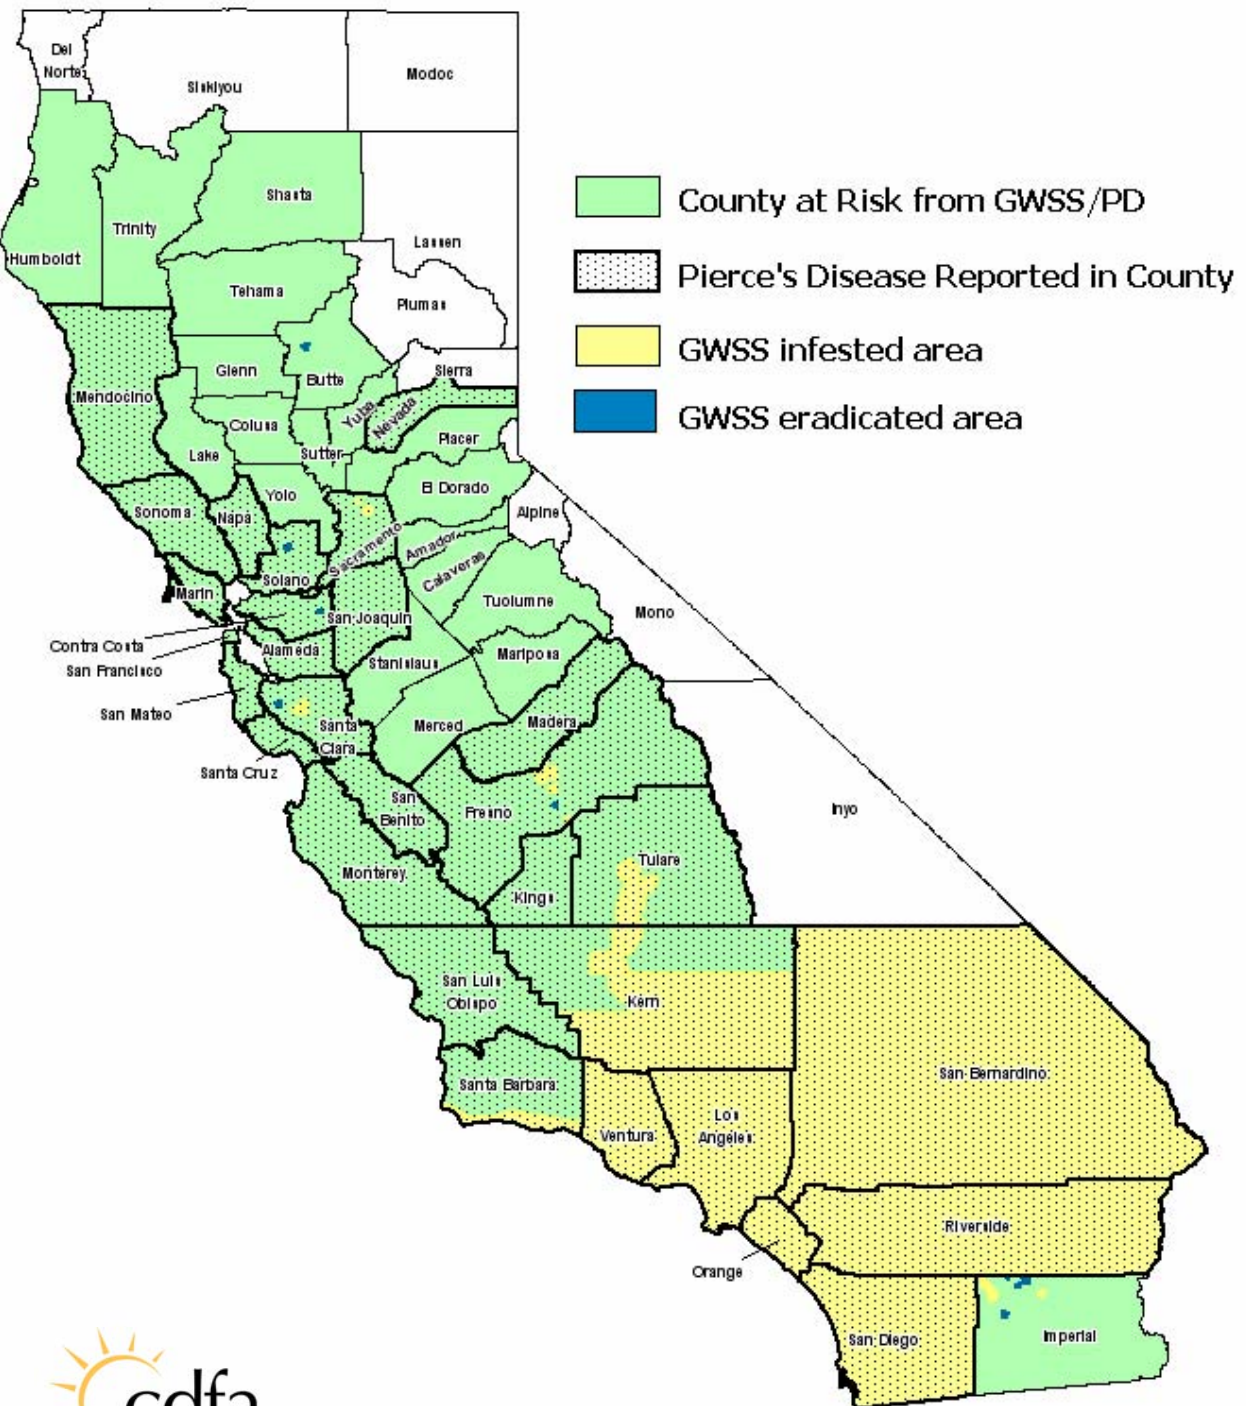 Del
Norte
Siskiyou
Modoc
Shasta
Trinity
Humboldt
Lassen
Tehama
Plumas
Glenn
Butte
Sierra
Mendocino
Colusa
Yuba
Nevada
Lake
Sutter
Placer
Yolo
El Dorado
Sonoma
Napa
Alpine
Sacramento
Amador
Calaveras
Solano
Marin
Tuolumne
Mono
San Joaquin
Contra Costa
San Francisco
Alameda
Stanislaus
Mariposa
San Mateo
Santa
Clara
Merced
Madera
Santa Cruz
San
Benito
Fresno
Inyo
Monterey
Tulare
Kings
San Luis
Obispo
Kern
San Bernardino
Santa Barbara
Ventura
Los
Angeles
Riverside
Orange
San Diego
Imperial
County at Risk from GWSS/PD
Pierce's Disease Reported in County
GWSS infested area
GWSS eradicated area
cdfa